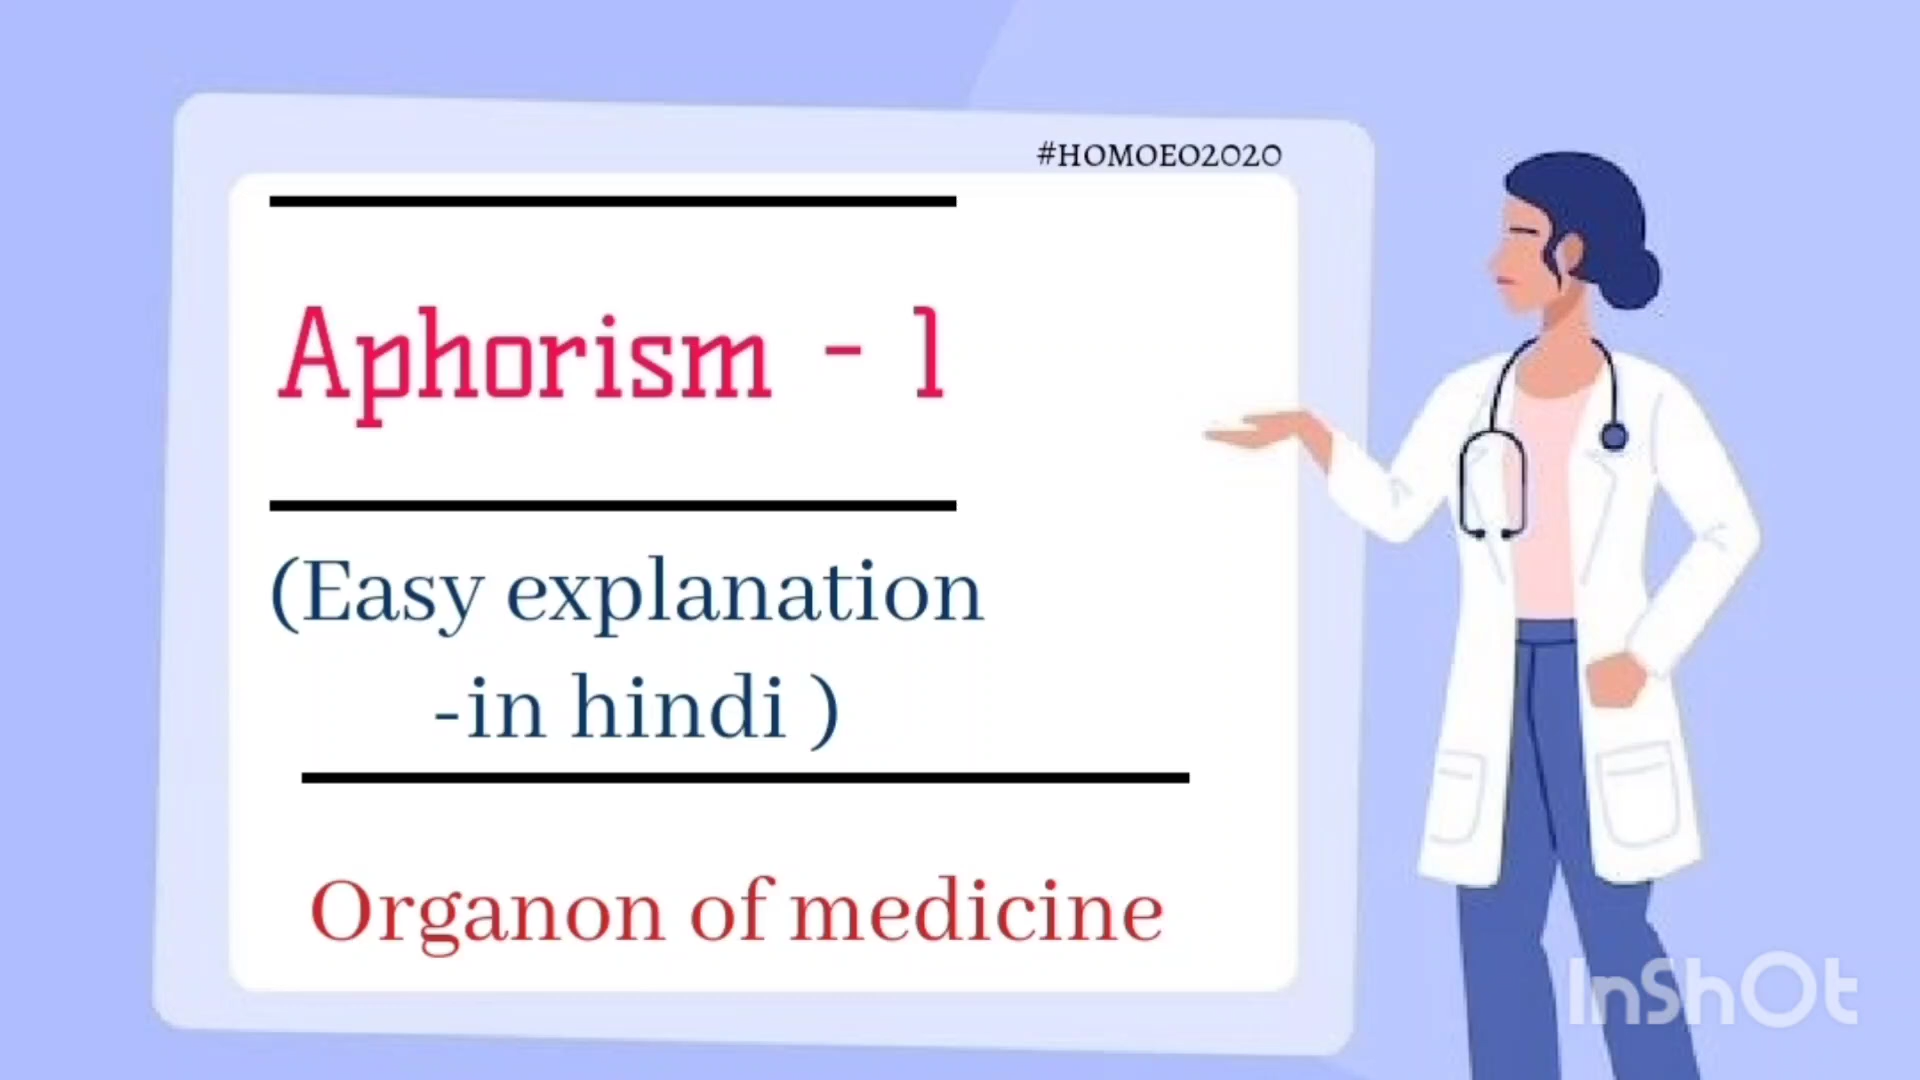 #HOMOEO2020
Aphorism - 1
(Easy explanation
-in hindi )
Organon of medicine
InShOt